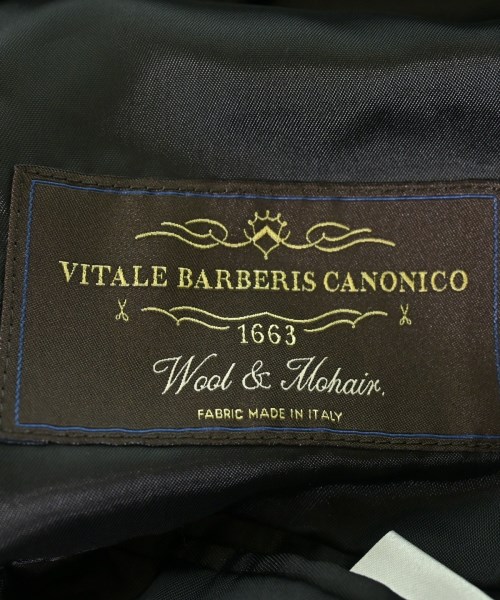 VITALE BARBERIS CANONICO
1663
Wool & Mohair.
FABRIC MADE IN ITALY